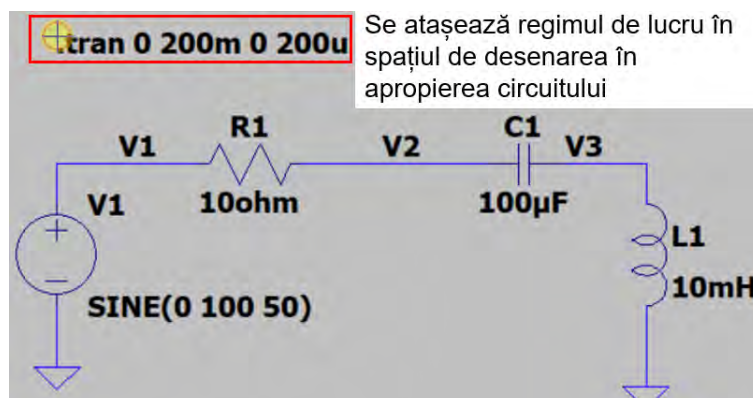 .tran 0 200m 0 200u
Se atașează regimul de lucru în
spațiul de desenarea în
apropierea circuitului
R1
C1
V1
V2
V3
10ohm
100µF
V1
L1
10mH
SINE(0 100 50)